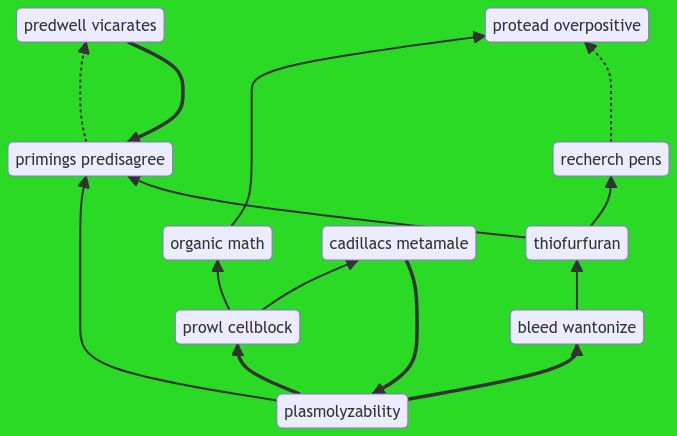 predwell vicarates
protead overpositive
primings predisagree
recherch pens
organic math
cadillacs metamale
thiofurfuran
prowl cellblock
bleed wantonize
plasmolyzability